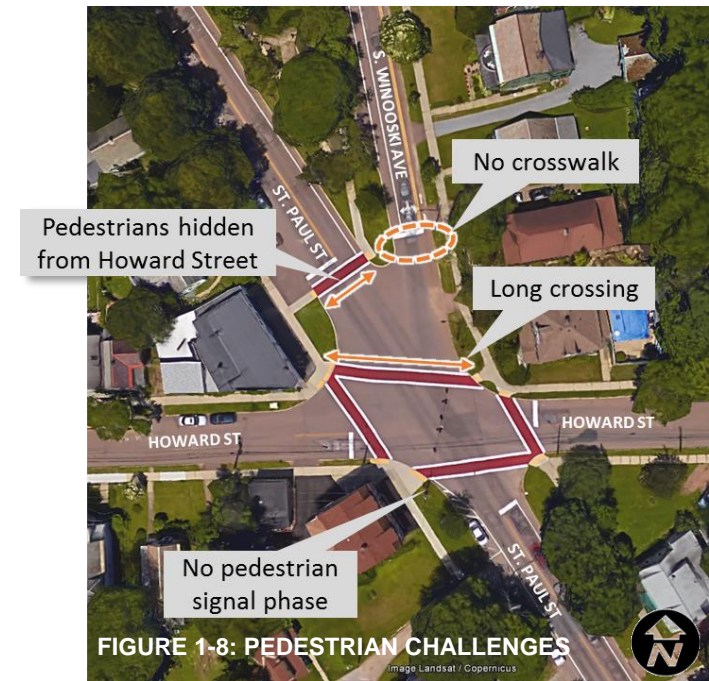 S. WINOOSKI AVE
No crosswalk
ST. PAUL ST
Pedestrians hidden
from Howard Street
Long crossing
HOWARD ST
HOWARD ST
No pedestrian
signal phase
ST. PAUL ST
FIGURE 1-8: PEDESTRIAN CHALLENGES
Image Landsat / Copernicus
N